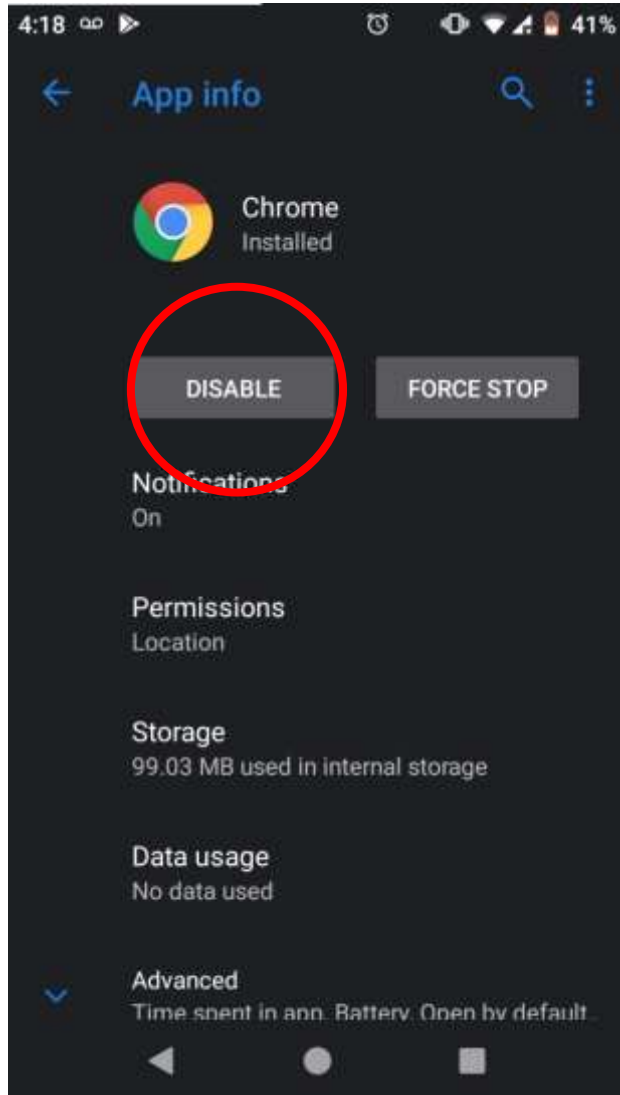 4:18 41%
App info
Chrome
Installed
DISABLE FORCE STOP
Notifications
On
Permissions
Location
Storage
99.03 MB used in internal storage
Data usage
No data used
Advanced
Time spent in app, Battery, Open by default..